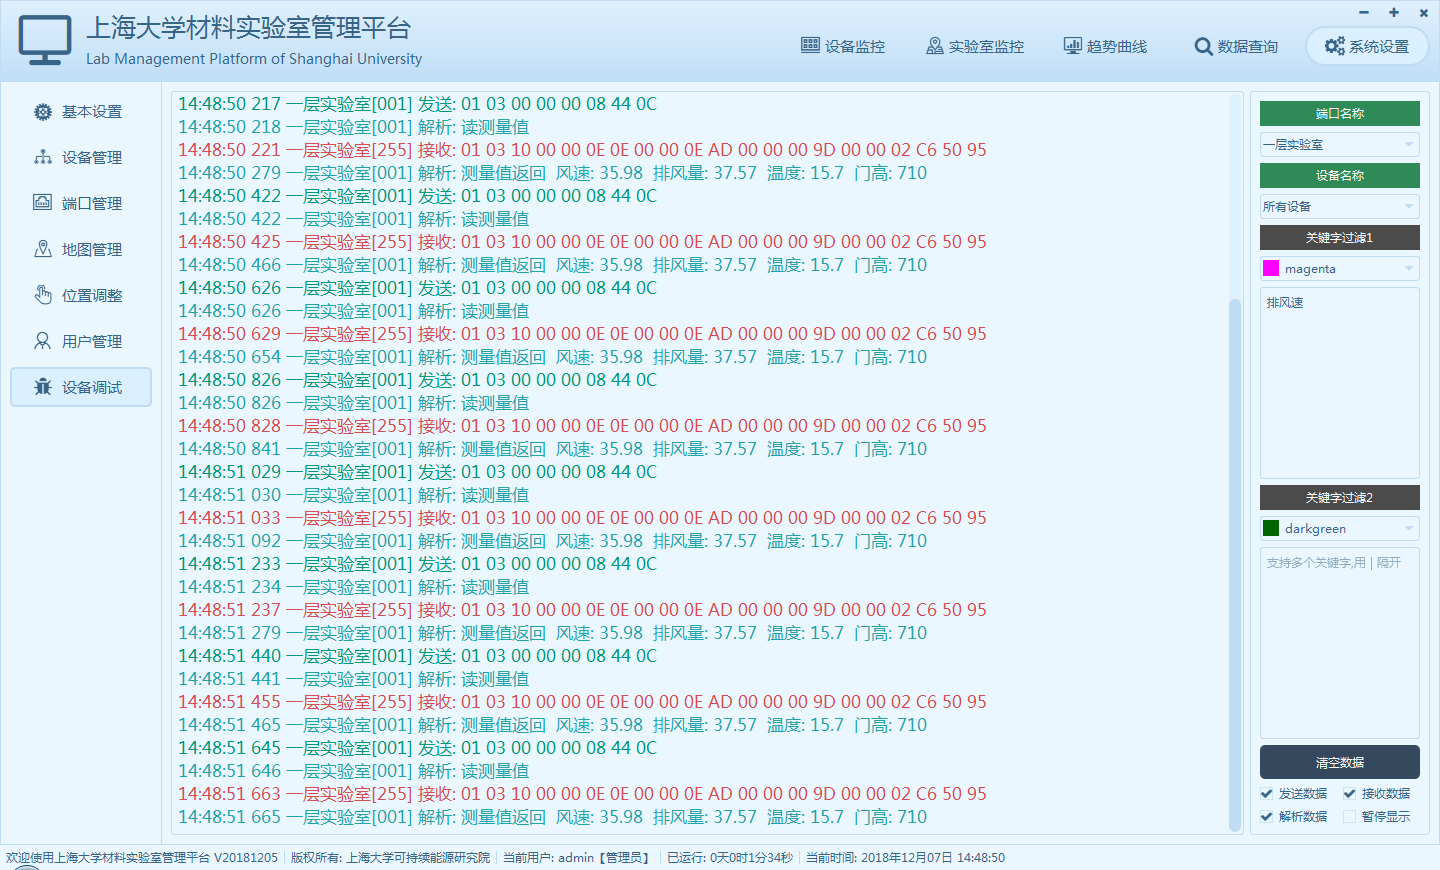 上海大学材料实验室管理平台
Lab Management Platform of Shanghai University
设备监控
实验室监控
趋势曲线
数据查询
系统设置
基本设置
设备管理
端口管理
地图管理
位置调整
用户管理
设备调试
14:48:50 217 一层实验室[001] 发送: 01 03 00 00 00 08 44 0C
14:48:50 218 一层实验室[001] 解析: 读测量值
14:48:50 221 一层实验室[255] 接收: 01 03 10 00 00 0E 0E 00 00 0E AD 00 00 00 9D 00 00 02 C6 50 95
14:48:50 279 一层实验室[001] 解析: 测量值返回 风速: 35.98 排风量: 37.57 温度: 15.7 门高: 710
14:48:50 422 一层实验室[001] 发送: 01 03 00 00 00 08 44 0C
14:48:50 422 一层实验室[001] 解析: 读测量值
14:48:50 425 一层实验室[255] 接收: 01 03 10 00 00 0E 0E 00 00 0E AD 00 00 00 9D 00 00 02 C6 50 95
14:48:50 466 一层实验室[001] 解析: 测量值返回 风速: 35.98 排风量: 37.57 温度: 15.7 门高: 710
14:48:50 626 一层实验室[001] 发送: 01 03 00 00 00 08 44 0C
14:48:50 626 一层实验室[001] 解析: 读测量值
14:48:50 629 一层实验室[255] 接收: 01 03 10 00 00 0E 0E 00 00 0E AD 00 00 00 9D 00 00 02 C6 50 95
14:48:50 654 一层实验室[001] 解析: 测量值返回 风速: 35.98 排风量: 37.57 温度: 15.7 门高: 710
14:48:50 826 一层实验室[001] 发送: 01 03 00 00 00 08 44 0C
14:48:50 826 一层实验室[001] 解析: 读测量值
14:48:50 828 一层实验室[255] 接收: 01 03 10 00 00 0E 0E 00 00 0E AD 00 00 00 9D 00 00 02 C6 50 95
14:48:50 841 一层实验室[001] 解析: 测量值返回 风速: 35.98 排风量: 37.57 温度: 15.7 门高: 710
14:48:51 029 一层实验室[001] 发送: 01 03 00 00 00 08 44 0C
14:48:51 030 一层实验室[001] 解析: 读测量值
14:48:51 033 一层实验室[255] 接收: 01 03 10 00 00 0E 0E 00 00 0E AD 00 00 00 9D 00 00 02 C6 50 95
14:48:51 092 一层实验室[001] 解析: 测量值返回 风速: 35.98 排风量: 37.57 温度: 15.7 门高: 710
14:48:51 233 一层实验室[001] 发送: 01 03 00 00 00 08 44 0C
14:48:51 234 一层实验室[001] 解析: 读测量值
14:48:51 237 一层实验室[255] 接收: 01 03 10 00 00 0E 0E 00 00 0E AD 00 00 00 9D 00 00 02 C6 50 95
14:48:51 279 一层实验室[001] 解析: 测量值返回 风速: 35.98 排风量: 37.57 温度: 15.7 门高: 710
14:48:51 440 一层实验室[001] 发送: 01 03 00 00 00 08 44 0C
14:48:51 441 一层实验室[001] 解析: 读测量值
14:48:51 455 一层实验室[255] 接收: 01 03 10 00 00 0E 0E 00 00 0E AD 00 00 00 9D 00 00 02 C6 50 95
14:48:51 465 一层实验室[001] 解析: 测量值返回 风速: 35.98 排风量: 37.57 温度: 15.7 门高: 710
14:48:51 645 一层实验室[001] 发送: 01 03 00 00 00 08 44 0C
14:48:51 646 一层实验室[001] 解析: 读测量值
14:48:51 663 一层实验室[255] 接收: 01 03 10 00 00 0E 0E 00 00 0E AD 00 00 00 9D 00 00 02 C6 50 95
14:48:51 665 一层实验室[001] 解析: 测量值返回 风速: 35.98 排风量: 37.57 温度: 15.7 门高: 710
端口名称
一层实验室
设备名称
所有设备
关键字过滤1
magenta
排风速
关键字过滤2
darkgreen
支持多个关键字,用 | 隔开
清空数据
发送数据 接收数据
解析数据 暂停显示
欢迎使用上海大学材料实验室管理平台 V20181205 版权所有: 上海大学可持续能源研究院 当前用户: admin【管理员】 已运行: 0天0时1分34秒 当前时间: 2018年12月07日 14:48:50